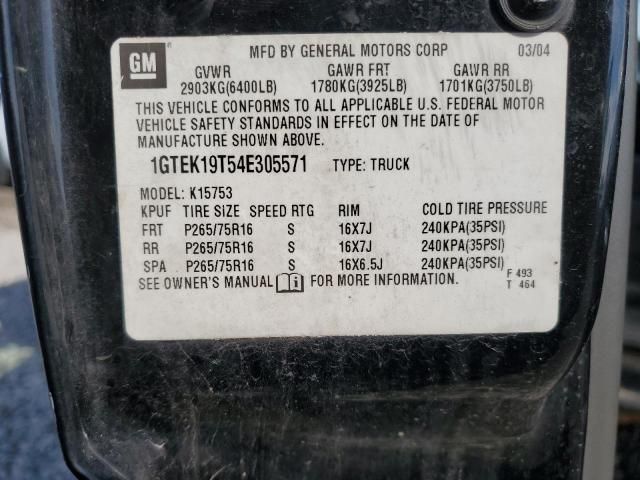 GM
MFD BY GENERAL MOTORS CORP 03/04
GVWR GAWR FRT GAWR RR
2903KG(6400LB) 1780KG(3925LB) 1701KG(3750LB)
THIS VEHICLE CONFORMS TO ALL APPLICABLE U.S. FEDERAL MOTOR
VEHICLE SAFETY STANDARDS IN EFFECT ON THE DATE OF
MANUFACTURE SHOWN ABOVE.
1GTEK19T54E305571 TYPE: TRUCK
MODEL: K15753
KPUF TIRE SIZE SPEED RTG RIM COLD TIRE PRESSURE
FRT P265/75R16 S 16X7J 240KPA(35PSI)
RR P265/75R16 S 16X7J 240KPA(35PSI)
SPA P265/75R16 S 16X6.5J 240KPA(35PSI)
SEE OWNER'S MANUAL FOR MORE INFORMATION.
F 493
T 464